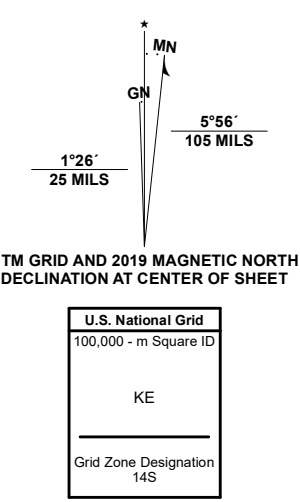 ★
MN
GN
5°56´
105 MILS
1°26´
25 MILS
TM GRID AND 2019 MAGNETIC NORTH
DECLINATION AT CENTER OF SHEET
U.S. National Grid
100,000 - m Square ID
KE
Grid Zone Designation
14S